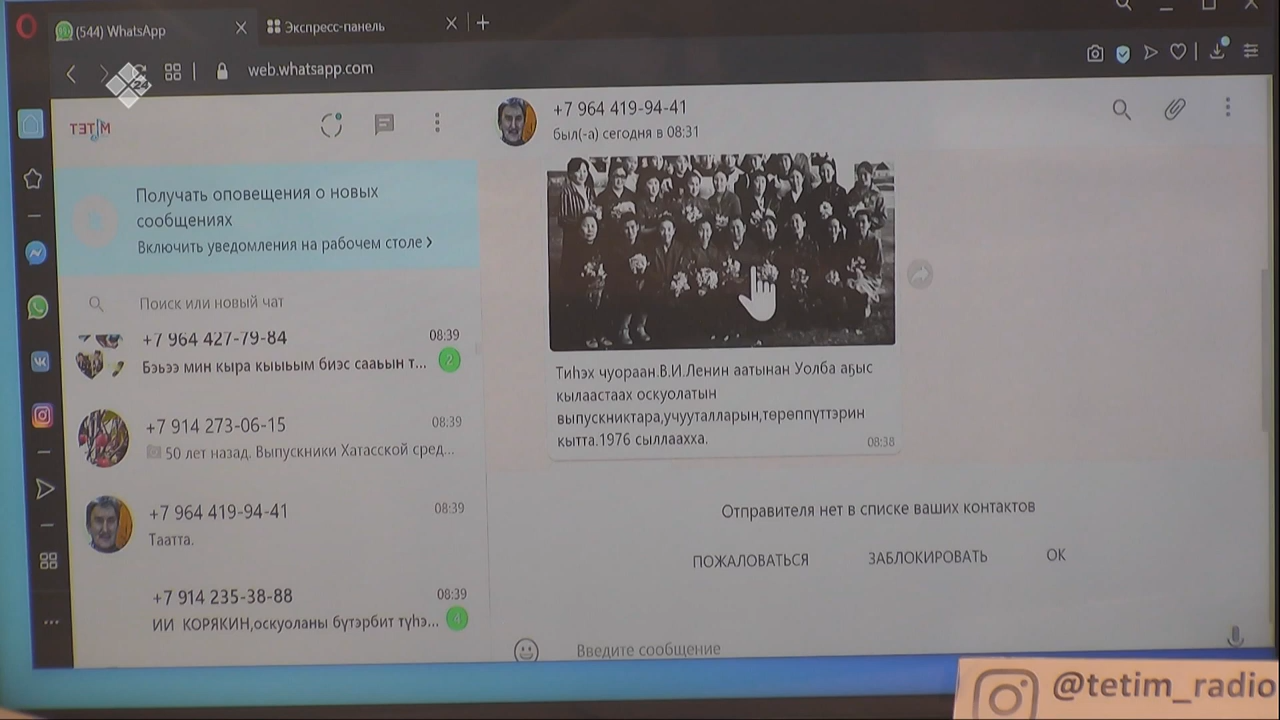 (544) WhatsApp
Экспресс-панель
web.whatsapp.com
24
ТЭТІМ
Получать оповещения о новых
сообщениях
Включить уведомления на рабочем столе
Поиск или новый чат
+7 964 427-79-84
08:39
Бэьээ мин кыра кыыьым биэс сааьын т...
2
+7 914 273-06-15
08:39
50 лет назад. Выпускники Хатасской сред...
+7 964 419-94-41
08:39
Таатта.
+7 914 235-38-88
08:39
ИИ КОРЯКИН,оскуоланы бүтэрбит түһэ...
4
+7 964 419-94-41
был(-а) сегодня в 08:31
Тиһэх чуораан.В.И.Ленин аатынан Уолба аҕыс
кылаастаах оскуолатын
выпускниктара,учууталларын,төрөппүттэрин
кытта.1976 сыллаахха.
08:38
Отправителя нет в списке ваших контактов
ПОЖАЛОВАТЬСЯ
ЗАБЛОКИРОВАТЬ
ОК
Введите сообщение
@tetim_radio